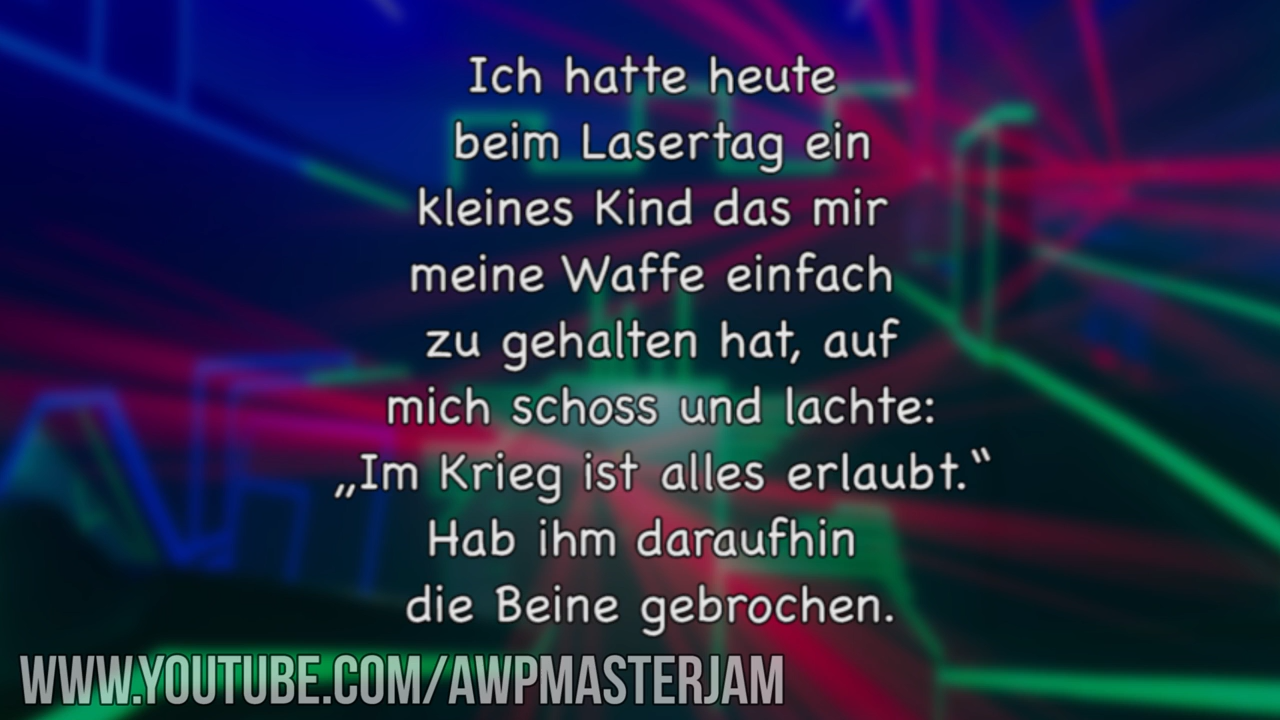 Ich hatte heute
beim Lasertag ein
kleines Kind das mir
meine Waffe einfach
zu gehalten hat, auf
mich schoss und lachte:
„Im Krieg ist alles erlaubt.“
Hab ihm daraufhin
die Beine gebrochen.
WWW.YOUTUBE.COM/AWPMASTERJAM